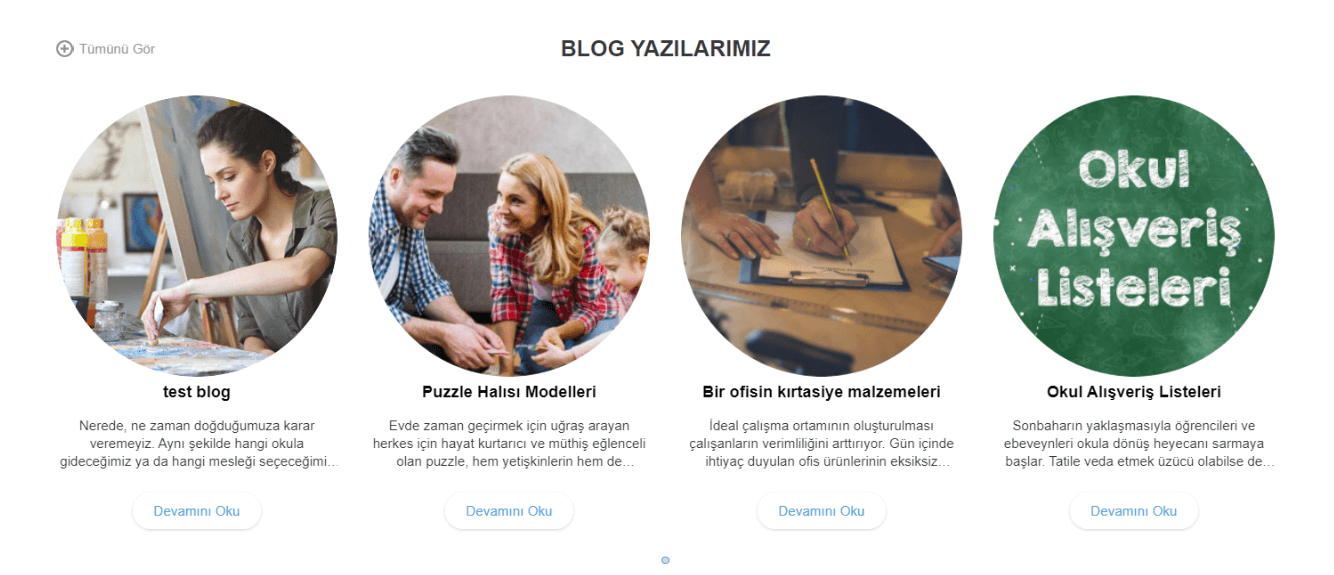 Tümünü Gör
BLOG YAZILARIMIZ
Okul
Alışveriş
Listeleri
test blog
Nerede, ne zaman doğduğumuza karar
veremeyiz. Aynı şekilde hangi okula
gideceğimiz ya da hangi mesleği seçeceğimi...
Devamını Oku
Puzzle Halısı Modelleri
Evde zaman geçirmek için uğraş arayan
herkes için hayat kurtarıcı ve müthiş eğlenceli
olan puzzle, hem yetişkinlerin hem de...
Devamını Oku
Bir ofisin kırtasiye malzemeleri
İdeal çalışma ortamının oluşturulması
çalışanların verimliliğini arttırıyor. Gün içinde
ihtiyaç duyulan ofis ürünlerinin eksiksiz...
Devamını Oku
Okul Alışveriş Listeleri
Sonbaharın yaklaşmasıyla öğrencileri ve
ebeveynleri okula dönüş heyecanı sarmaya
başlar. Tatile veda etmek üzücü olabilse de...
Devamını Oku